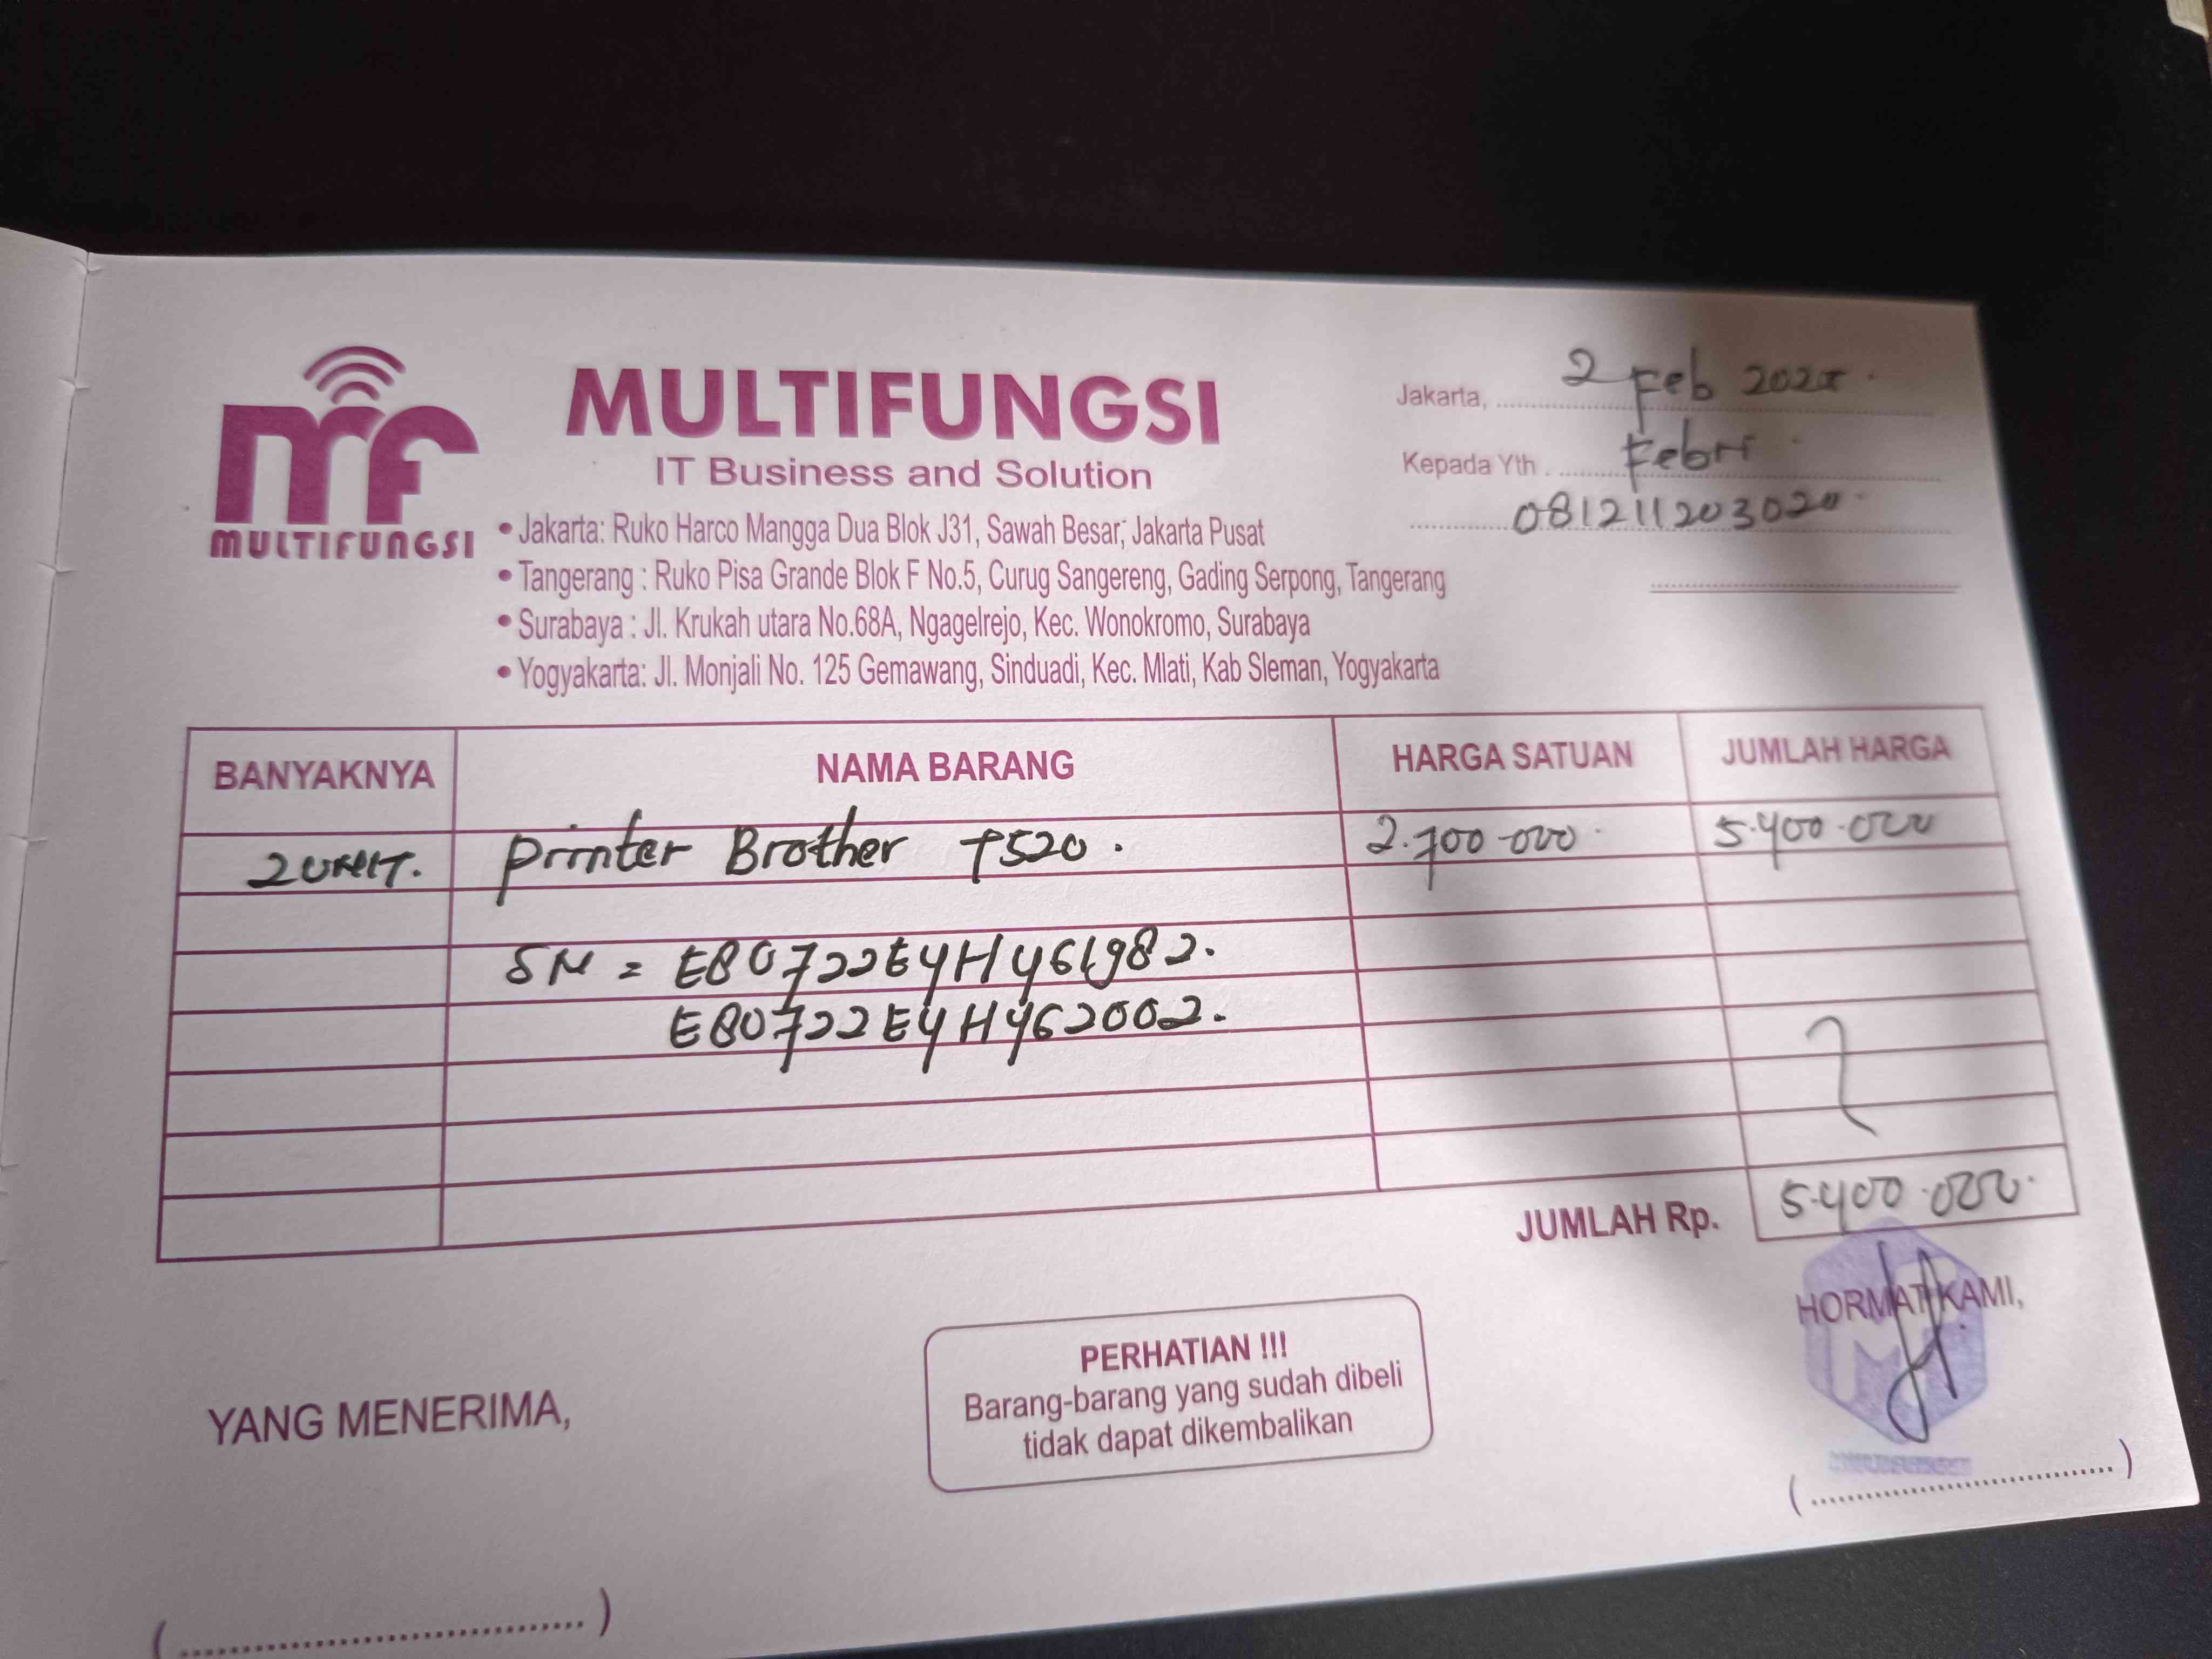 MULTIFUNGSI
MULTIFUNGSI
IT Business and Solution
• Jakarta: Ruko Harco Mangga Dua Blok J31, Sawah Besar, Jakarta Pusat
• Tangerang : Ruko Pisa Grande Blok F No.5, Curug Sangereng, Gading Serpong, Tangerang
• Surabaya : Jl. Krukah utara No.68A, Ngagelrejo, Kec. Wonokromo, Surabaya
• Yogyakarta: Jl. Monjali No. 125 Gemawang, Sinduadi, Kec. Mlati, Kab Sleman, Yogyakarta
Jakarta, 2 Feb
Kepada Yth . Febri
081211203020
BANYAKNYA NAMA BARANG HARGA SATUAN JUMLAH HARGA
2 UNIT. Printer Brother T520. 2.700.000 5.400.000
SN = E80722E4H461982.
E80722E4H462002.
JUMLAH Rp. 5.400.000.
HORMAT KAMI,
PERHATIAN !!!
Barang-barang yang sudah dibeli
tidak dapat dikembalikan
YANG MENERIMA,